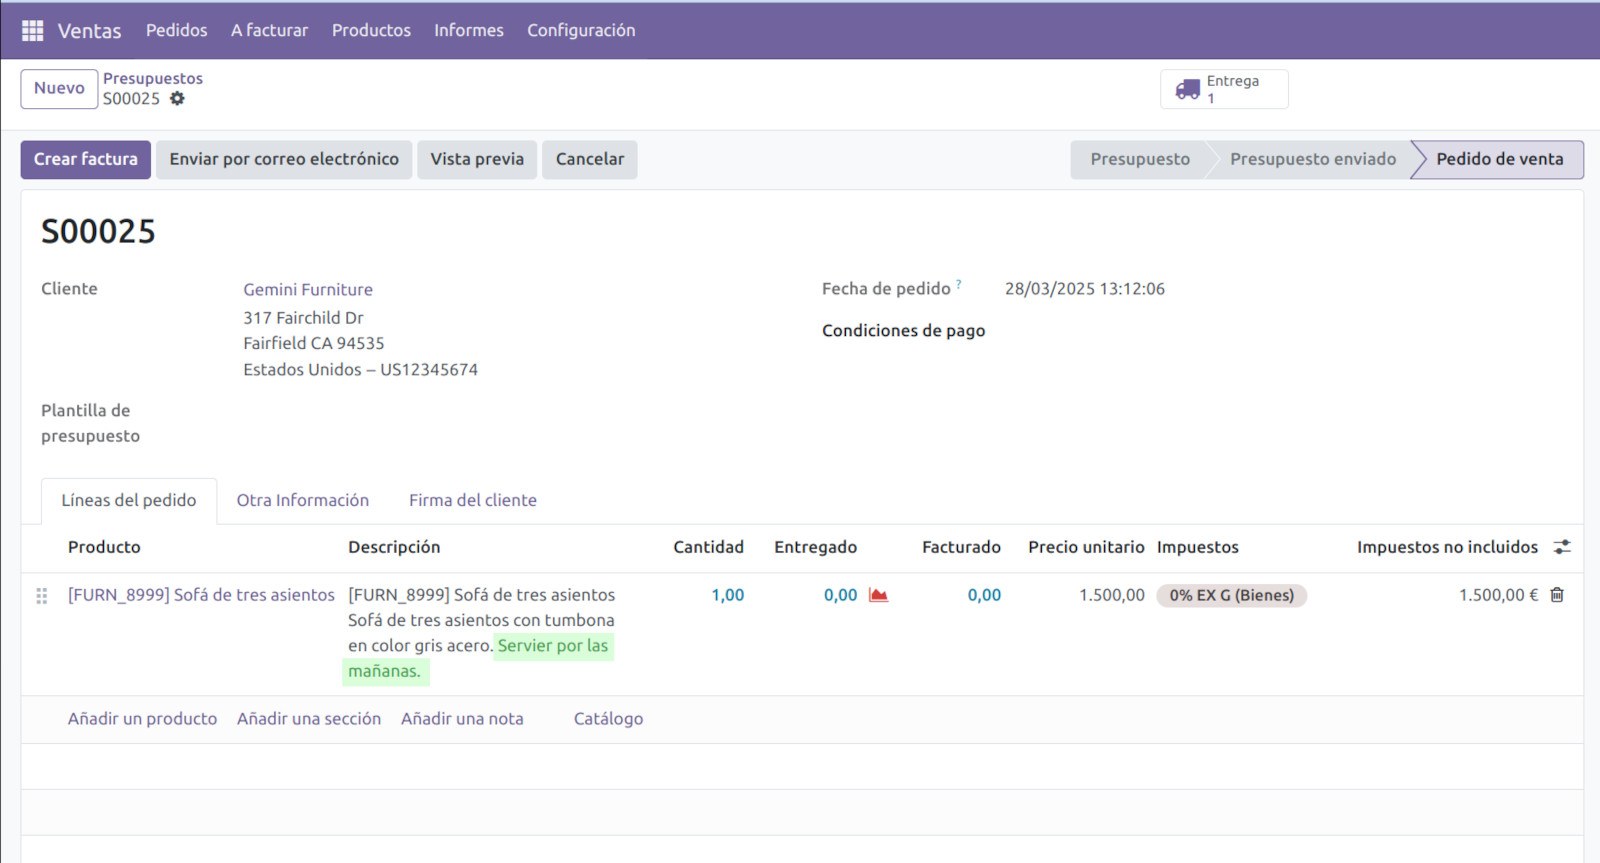 Ventas Pedidos A facturar Productos Informes Configuración
Nuevo
Presupuestos
S00025
Entrega
1
Crear factura Enviar por correo electrónico Vista previa Cancelar
Presupuesto Presupuesto enviado Pedido de venta
S00025
Cliente
Gemini Furniture
317 Fairchild Dr
Fairfield CA 94535
Estados Unidos – US12345674
Fecha de pedido ? 28/03/2025 13:12:06
Condiciones de pago
Plantilla de
presupuesto
Líneas del pedido Otra Información Firma del cliente
Producto Descripción Cantidad Entregado Facturado Precio unitario Impuestos Impuestos no incluidos
[FURN_8999] Sofá de tres asientos
[FURN_8999] Sofá de tres asientos
Sofá de tres asientos con tumbona
en color gris acero. Servier por las
mañanas.
1,00 0,00 0,00 1.500,00 0% EX G (Bienes) 1.500,00 €
Añadir un producto Añadir una sección Añadir una nota Catálogo